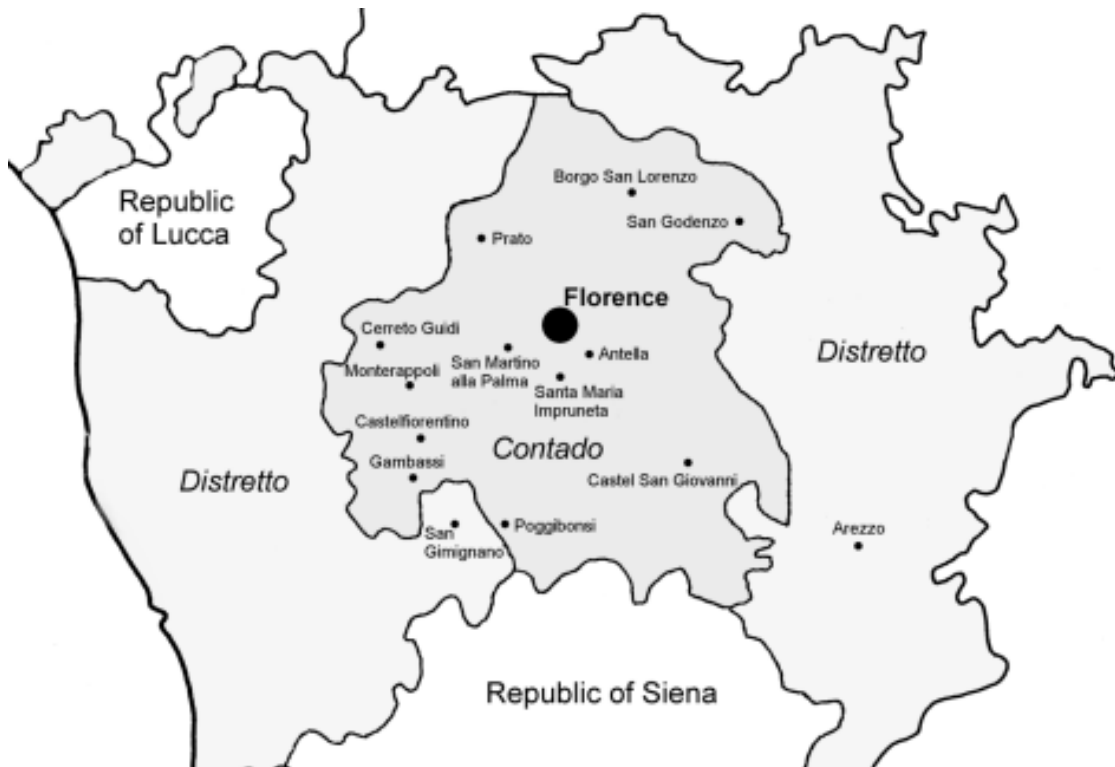 Borgo San Lorenzo
Republic
of Lucca
San Godenzo
Prato
Florence
Cerreto Guidi
San Martino
alla Palma
Antella
Distretto
Monterappoli
Santa Maria
Impruneta
Castelfiorentino
Contado
Gambassi
Distretto
Castel San Giovanni
San
Gimignano
Poggibonsi
Arezzo
Republic of Siena